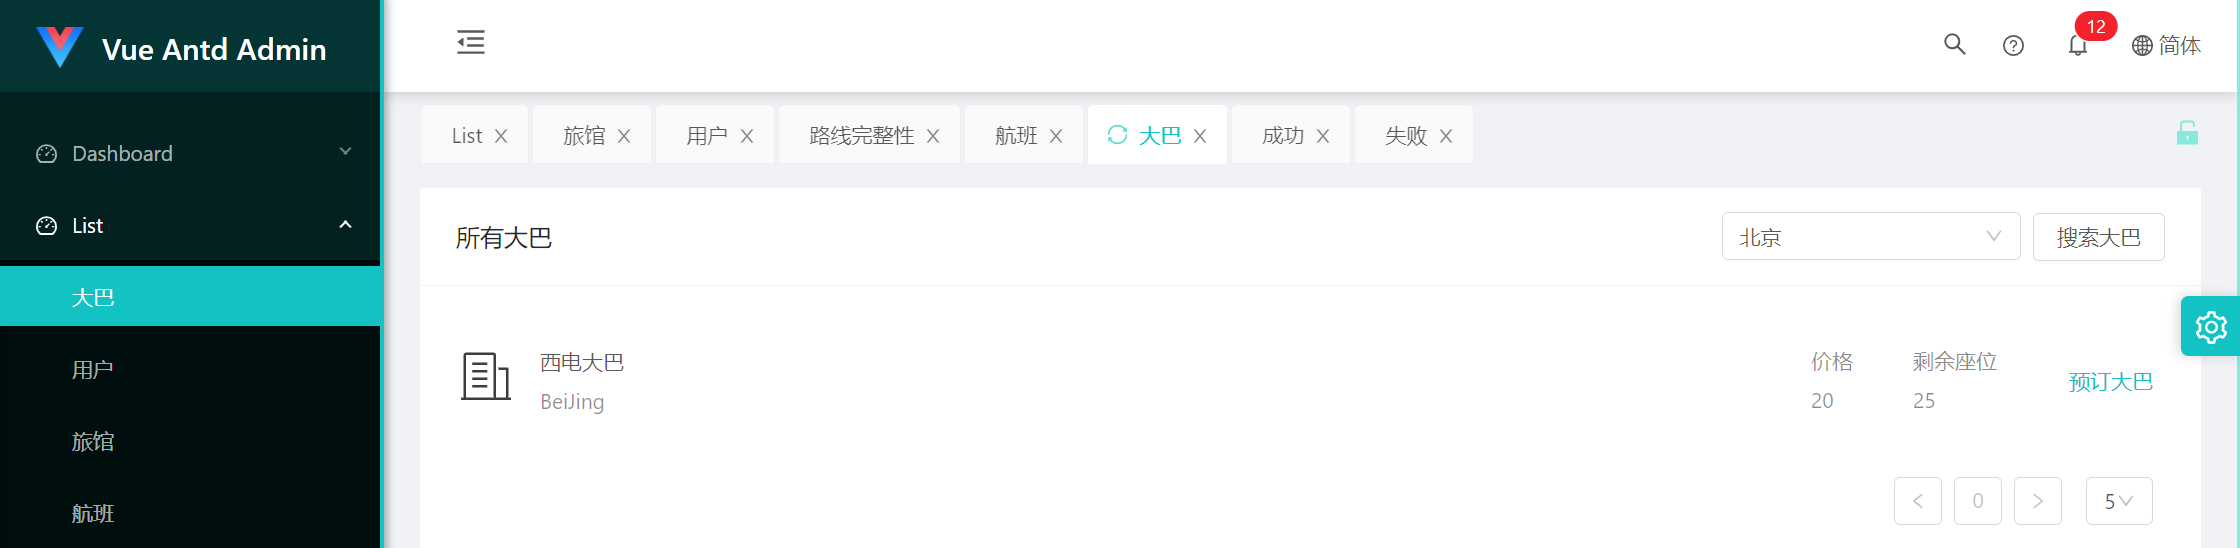 Vue Antd Admin
12
简体
Dashboard
List
大巴
用户
旅馆
航班
List
旅馆
用户
路线完整性
航班
大巴
成功
失败
所有大巴
北京
搜索大巴
西电大巴
BeiJing
价格
20
剩余座位
25
预订大巴
0
5